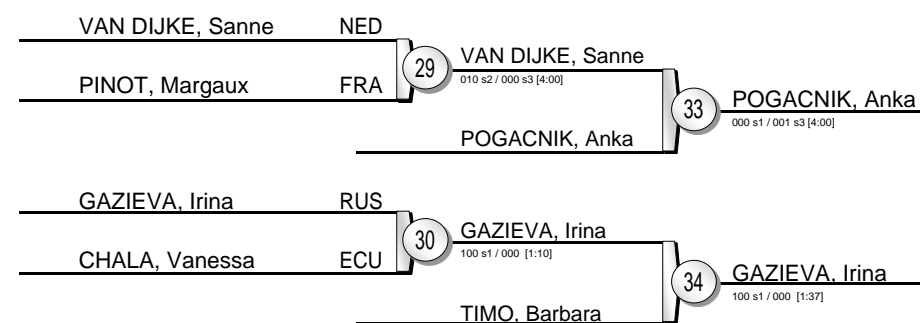 VAN DIJKE, Sanne NED
PINOT, Margaux FRA
29
VAN DIJKE, Sanne
010 s2 / 000 s3 [4:00]
POGACNIK, Anka
33
POGACNIK, Anka
000 s1 / 001 s3 [4:00]
GAZIEVA, Irina RUS
CHALA, Vanessa ECU
30
GAZIEVA, Irina
100 s1 / 000 [1:10]
TIMO, Barbara
34
GAZIEVA, Irina
100 s1 / 000 [1:37]